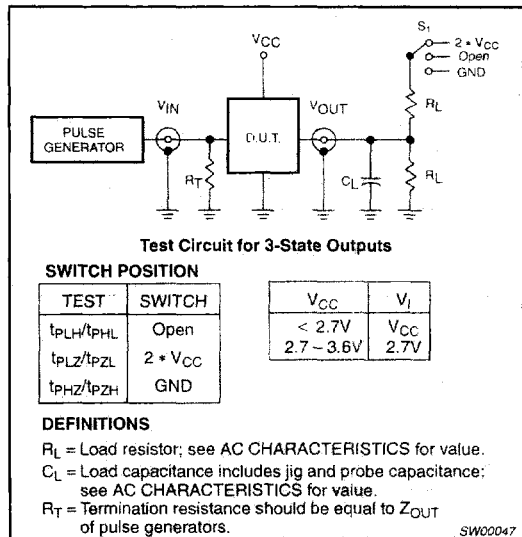 S1
2 * VCC
Open
GND
VCC
VIN
VOUT
RL
PULSE
GENERATOR
D.U.T.
RT
CL
RL
Test Circuit for 3-State Outputs
SWITCH POSITION
TEST SWITCH
tPLH/tPHL Open
tPLZ/tPZL 2 * VCC
tPHZ/tPZH GND
VCC VI
< 2.7V VCC
2.7 – 3.6V 2.7V
DEFINITIONS
RL = Load resistor; see AC CHARACTERISTICS for value.
CL = Load capacitance includes jig and probe capacitance;
see AC CHARACTERISTICS for value.
RT = Termination resistance should be equal to ZOUT
of pulse generators.
SW00047